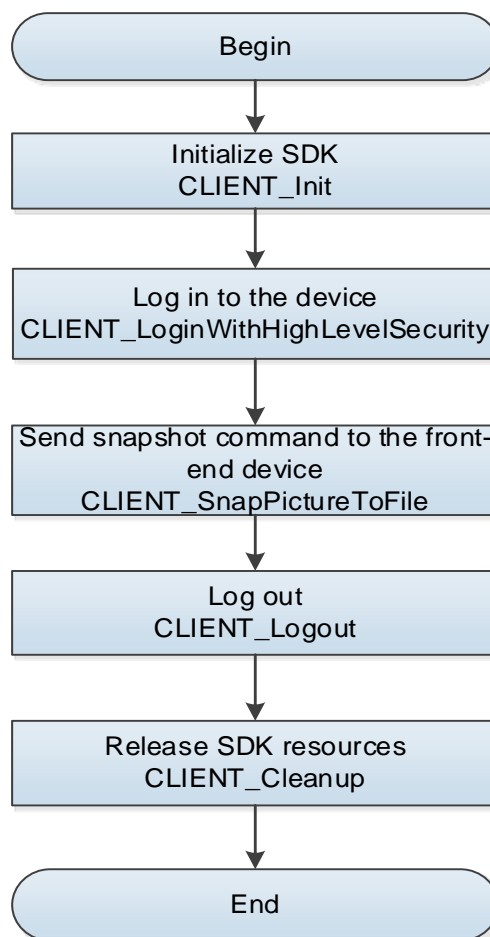 Begin
Initialize SDK
CLIENT_Init
Log in to the device
CLIENT_LoginWithHighLevelSecurity
Send snapshot command to the front-
end device
CLIENT_SnapPictureToFile
Log out
CLIENT_Logout
Release SDK resources
CLIENT_Cleanup
End